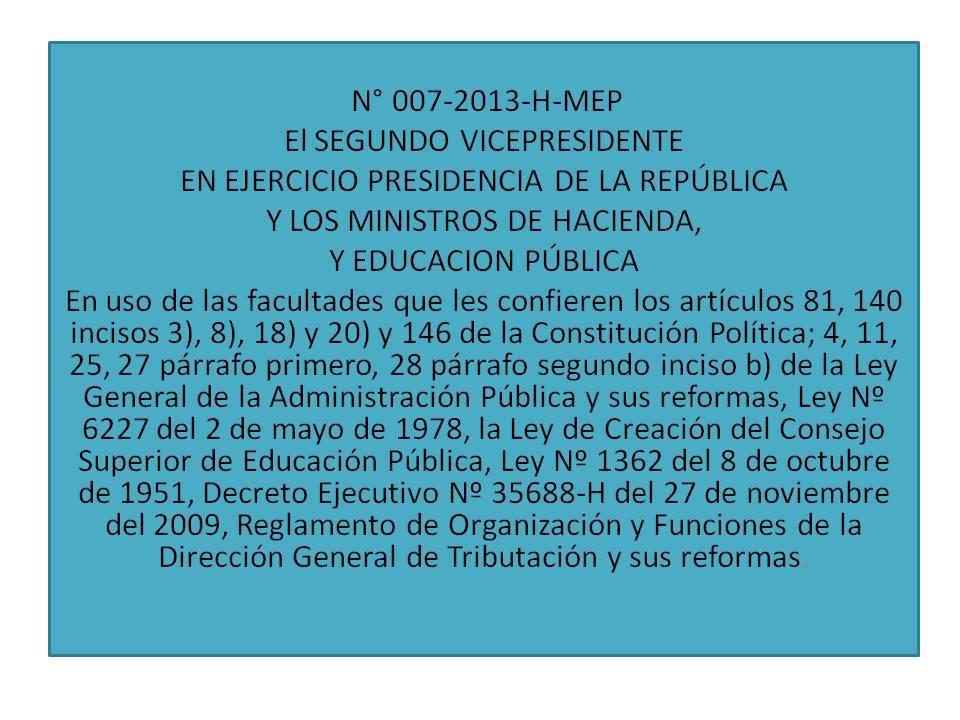 N° 007-2013-H-MEP
El SEGUNDO VICEPRESIDENTE
EN EJERCICIO PRESIDENCIA DE LA REPÚBLICA
Y LOS MINISTROS DE HACIENDA,
Y EDUCACION PÚBLICA
En uso de las facultades que les confieren los artículos 81, 140
incisos 3), 8), 18) y 20) y 146 de la Constitución Política; 4, 11,
25, 27 párrafo primero, 28 párrafo segundo inciso b) de la Ley
General de la Administración Pública y sus reformas, Ley Nº
6227 del 2 de mayo de 1978, la Ley de Creación del Consejo
Superior de Educación Pública, Ley Nº 1362 del 8 de octubre
de 1951, Decreto Ejecutivo Nº 35688-H del 27 de noviembre
del 2009, Reglamento de Organización y Funciones de la
Dirección General de Tributación y sus reformas.